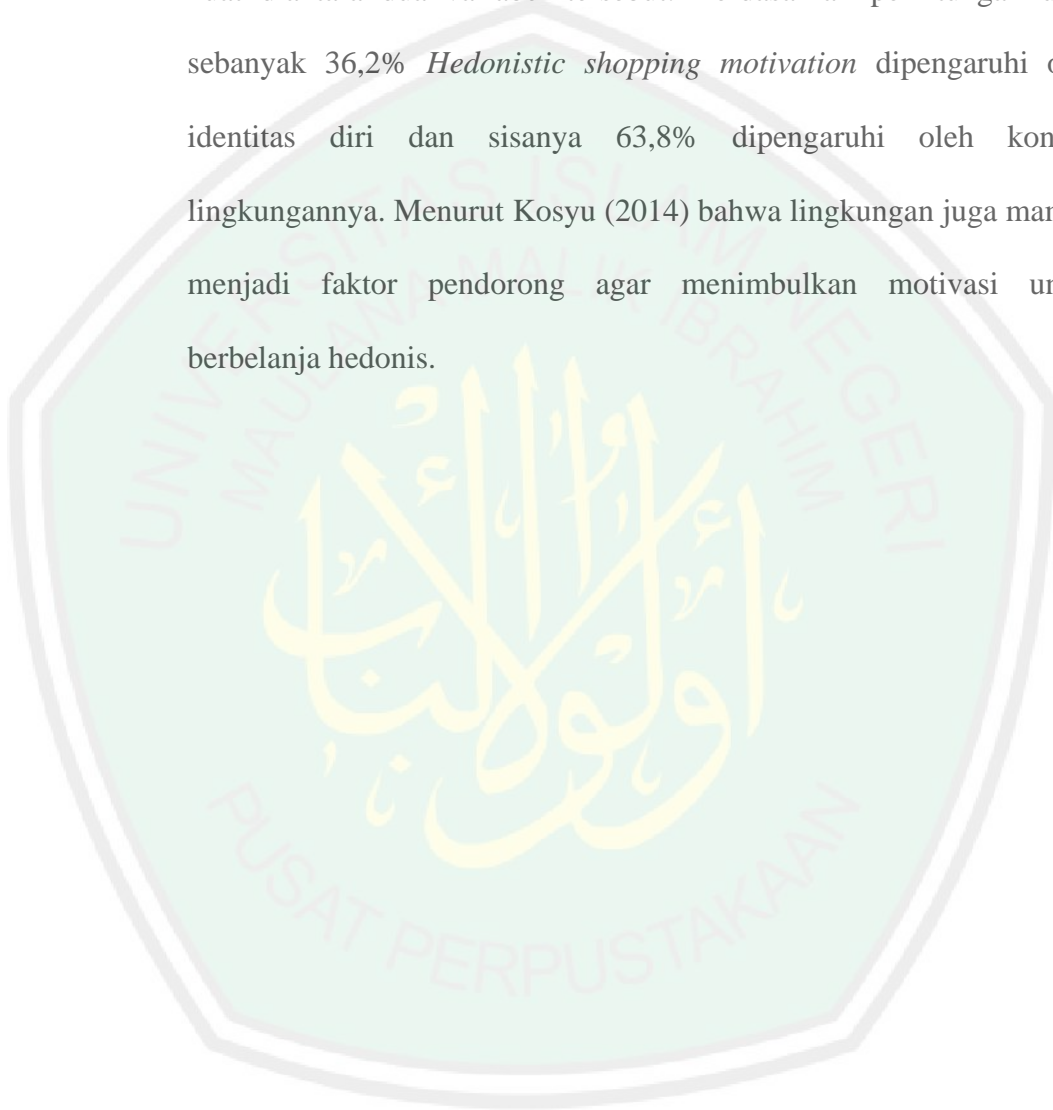 sebanyak 36,2% Hedonistic shopping motivation dipengaruhi
identitas diri dan sisanya 63,8% dipengaruhi oleh
lingkungannya. Menurut Kosyu (2014) bahwa lingkungan juga
menjadi faktor pendorong agar menimbulkan motivasi
berbelanja hedonis.
UNIVERSITAS ISLAM NEGERI
MAULANA MALIK IBRAHIM
PUSAT PERPUSTAKAAN